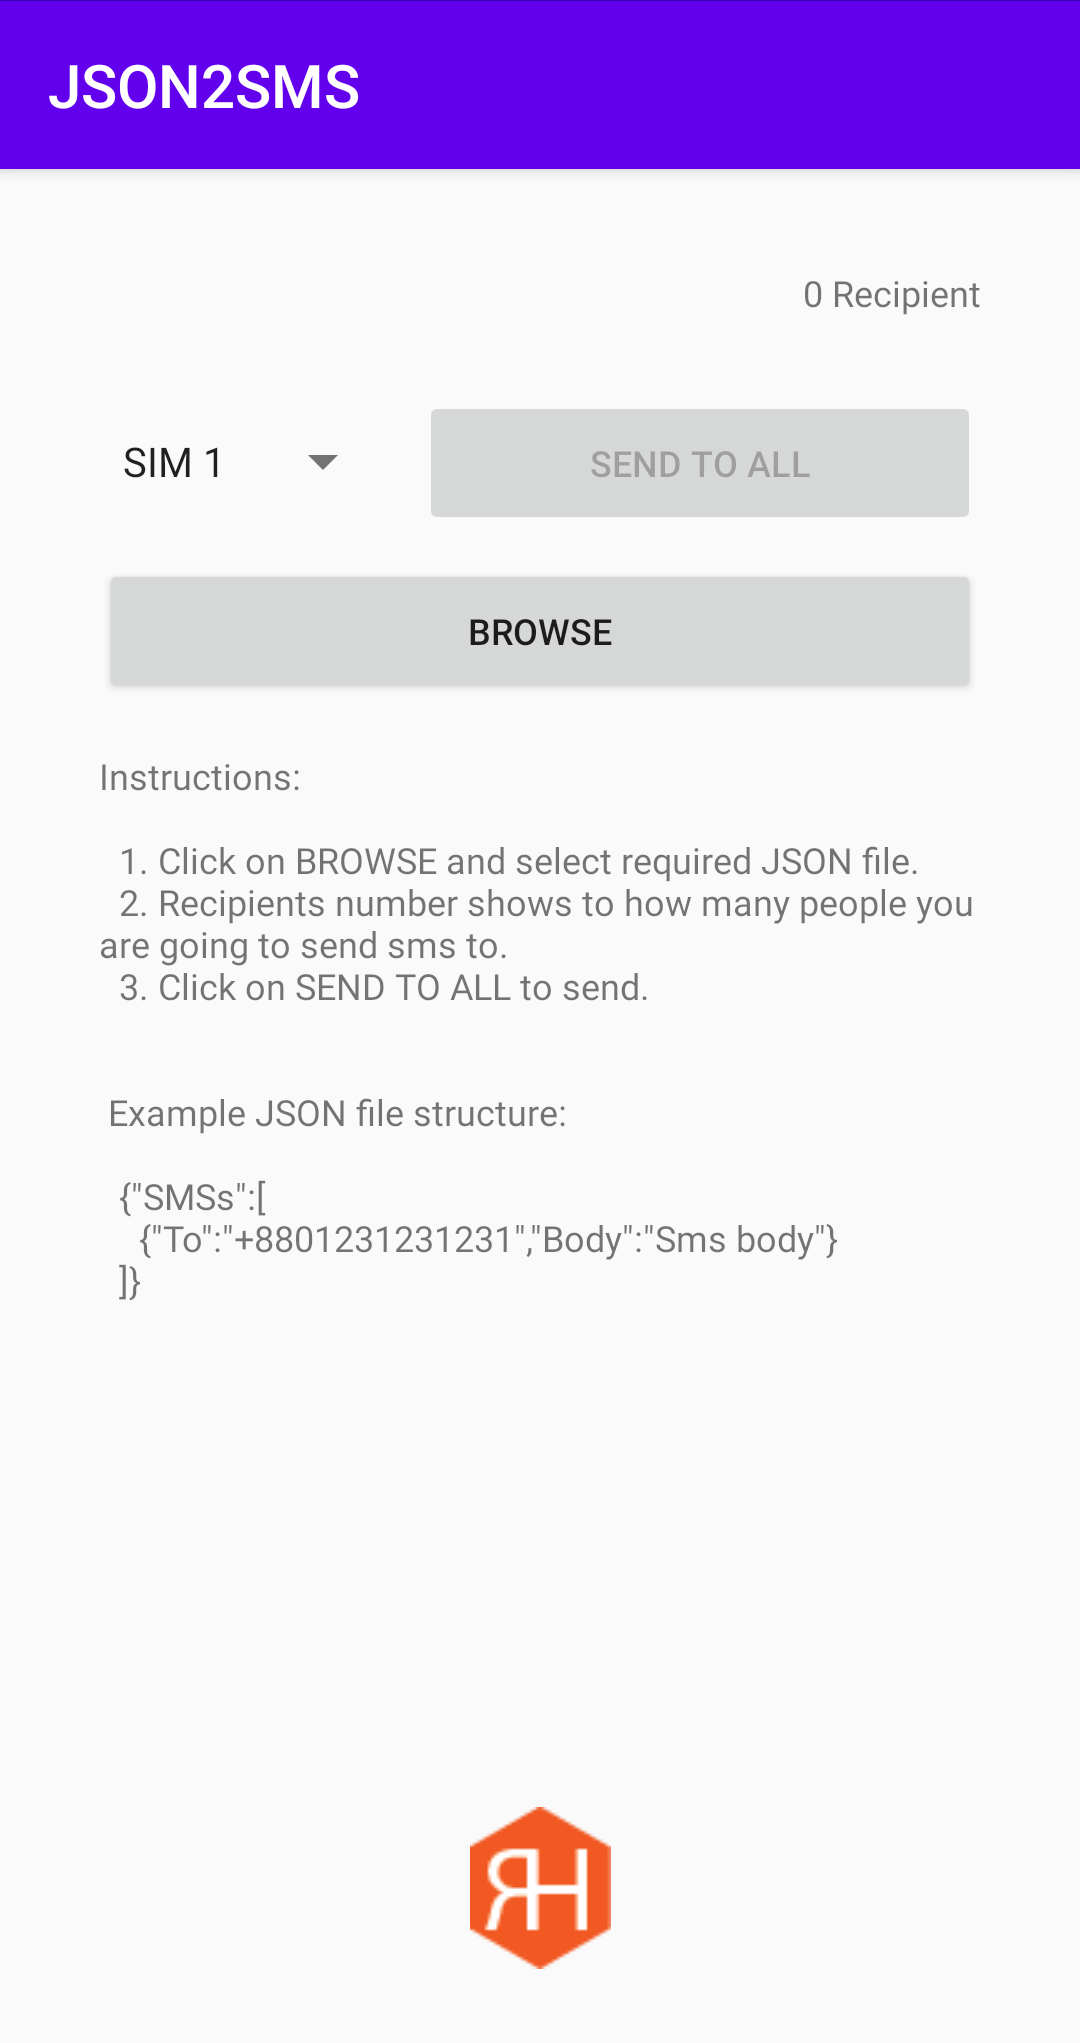 JSON2SMS
0 Recipient
SIM 1
SEND TO ALL
BROWSE
Instructions:
1. Click on BROWSE and select required JSON file.
2. Recipients number shows to how many people you
are going to send sms to.
3. Click on SEND TO ALL to send.
Example JSON file structure:
{"SMSs":[
{"To":"+8801231231231","Body":"Sms body"}
]}
RH